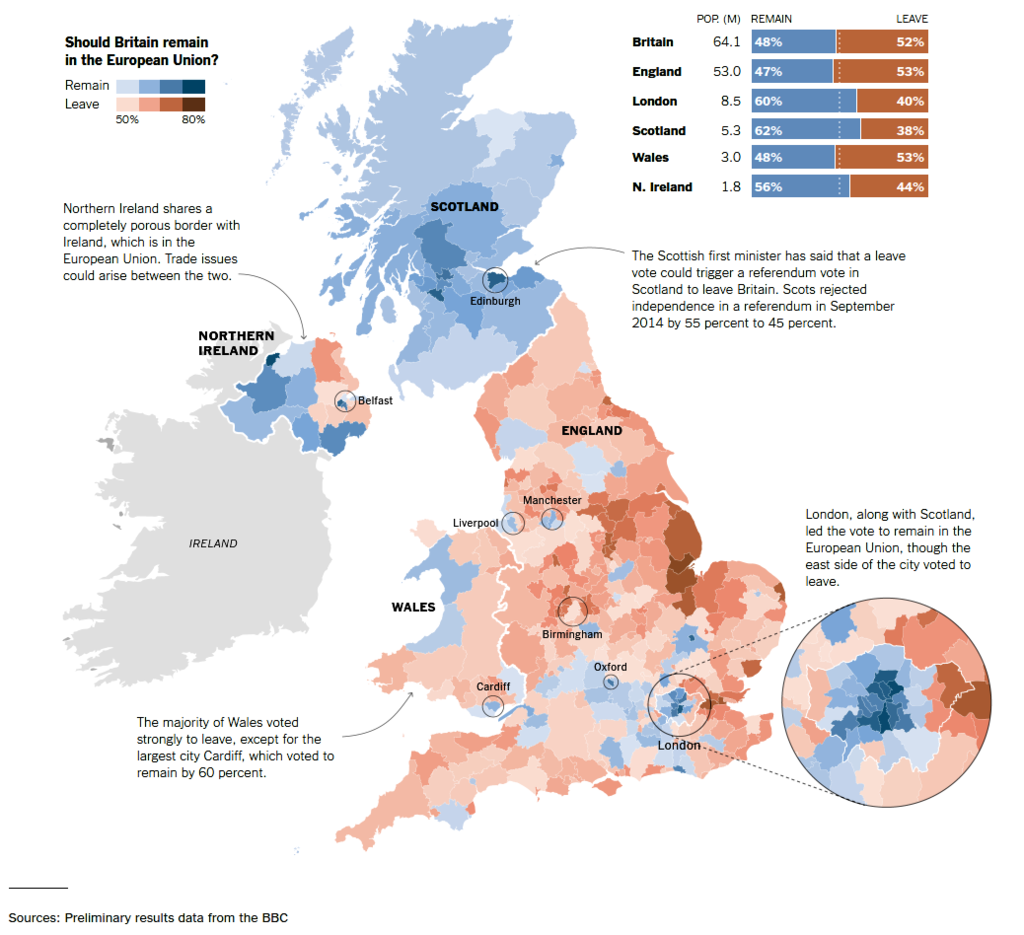 Should Britain remain
in the European Union?
Remain
Leave
50% 80%
POP. (M) REMAIN LEAVE
Britain 64.1 48% 52%
England 53.0 47% 53%
London 8.5 60% 40%
Scotland 5.3 62% 38%
Wales 3.0 48% 53%
N. Ireland 1.8 56% 44%
Northern Ireland shares a
completely porous border with
Ireland, which is in the
European Union. Trade issues
could arise between the two.
SCOTLAND
Edinburgh
The Scottish first minister has said that a leave
vote could trigger a referendum vote in
Scotland to leave Britain. Scots rejected
independence in a referendum in September
2014 by 55 percent to 45 percent.
NORTHERN
IRELAND
Belfast
ENGLAND
Manchester
Liverpool
IRELAND
London, along with Scotland,
led the vote to remain in the
European Union, though the
east side of the city voted to
leave.
WALES
Birmingham
Oxford
Cardiff
London
The majority of Wales voted
strongly to leave, except for the
largest city Cardiff, which voted to
remain by 60 percent.
Sources: Preliminary results data from the BBC